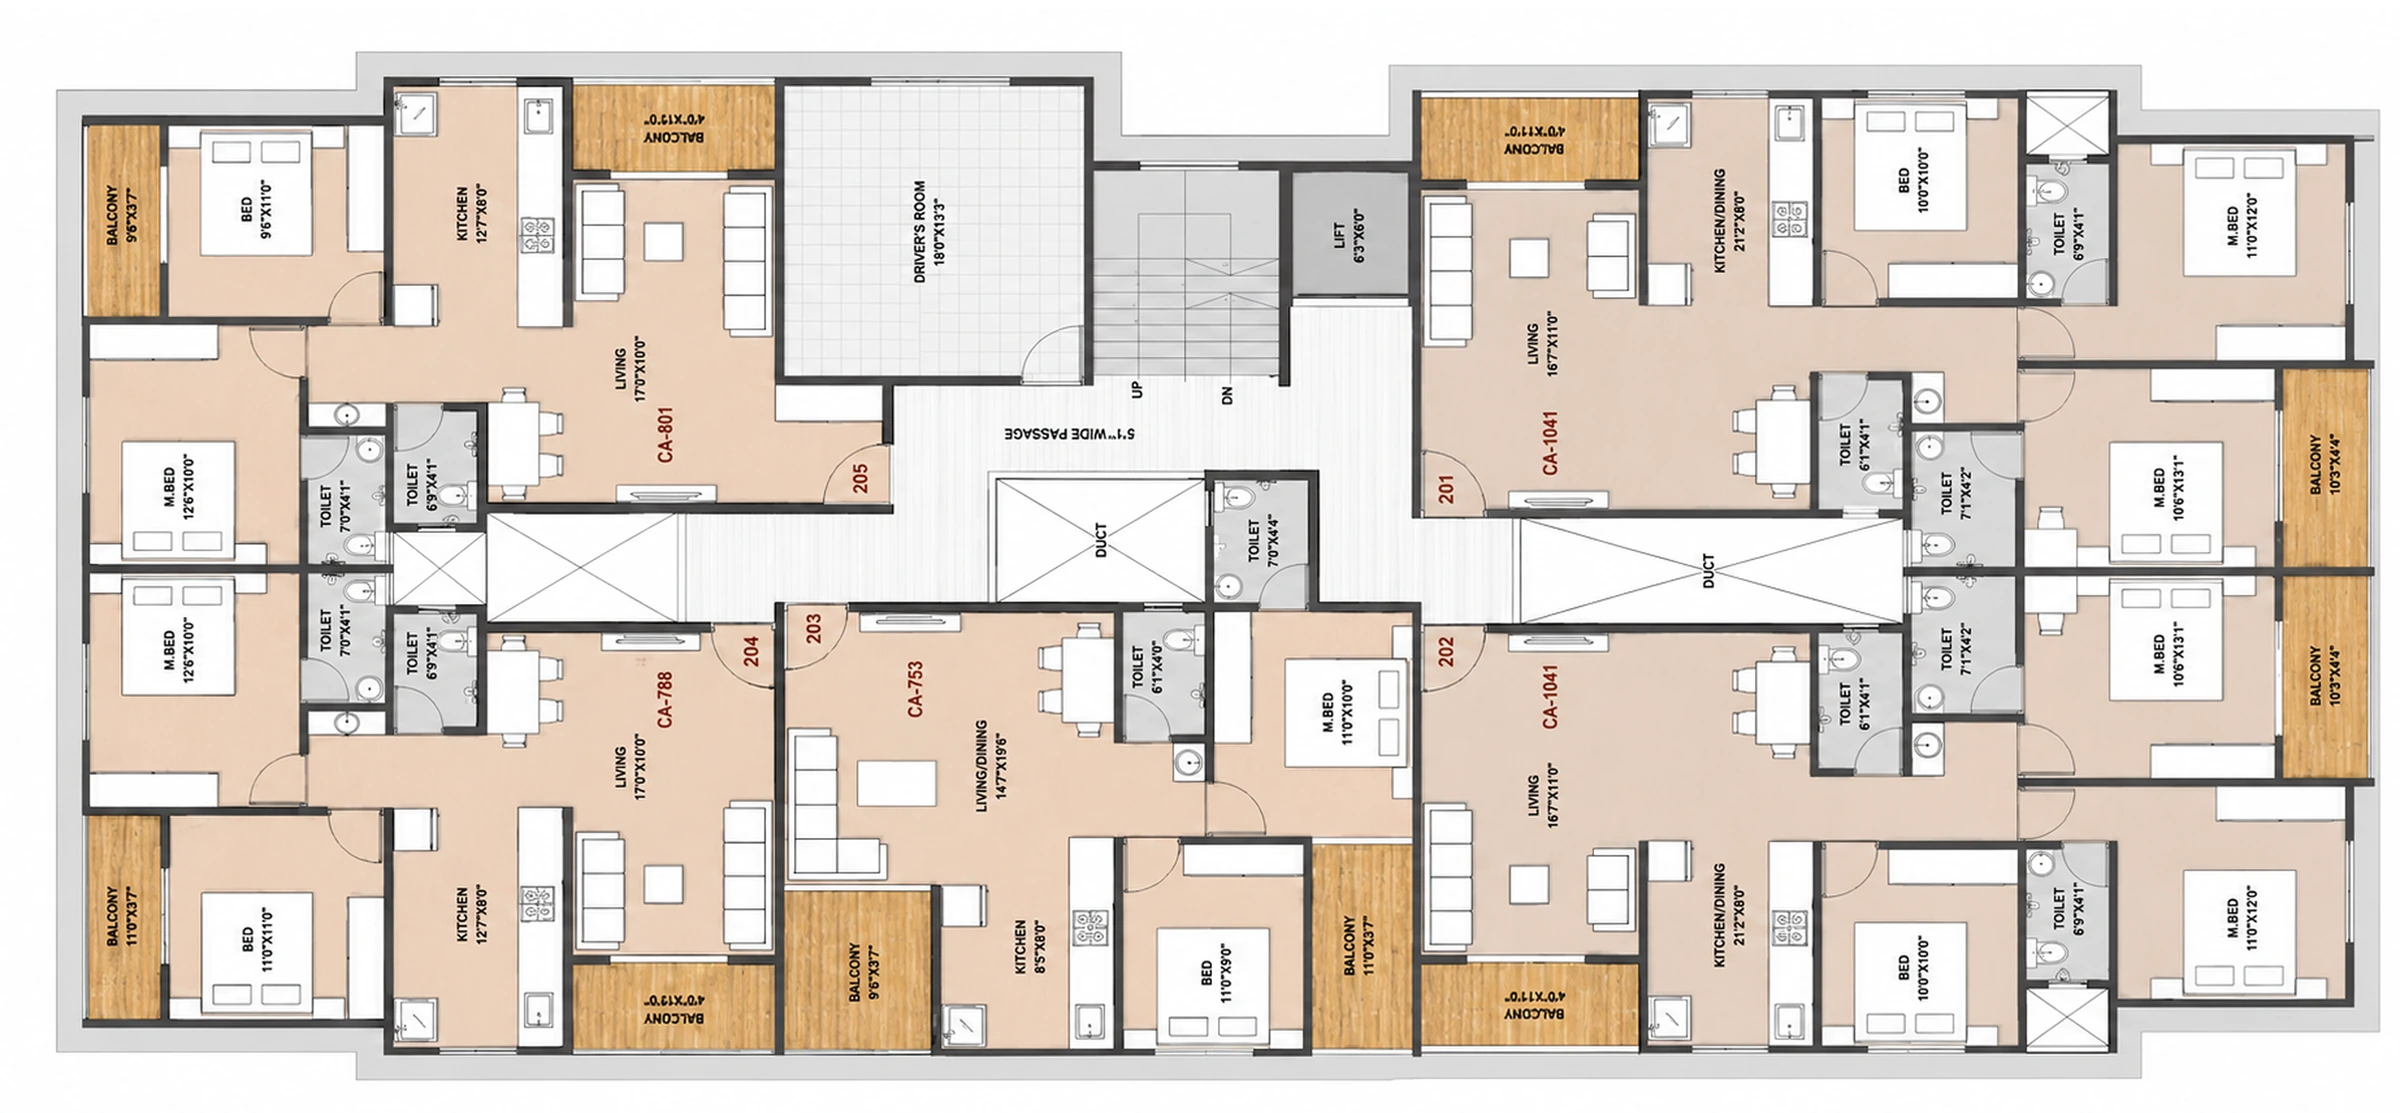 BALCONY
9'6"X3'7"
BED
9'6"X11'0"
KITCHEN
12'7"X8'0"
BALCONY
LIVING
17'0"X10'0"
CA-801
205
M.BED
12'6"X10'0"
TOILET
7'0"X4'1"
TOILET
6'9"X4'1"
DRIVER'S ROOM
18'0"X13'3"
UP
DN
LIFT
6'3"X6'0"
5'1'" WIDE PASSAGE
DUCT
TOILET
7'0"X4'4"
BALCONY
4'0"X11'0"
KITCHEN/DINING
21'2"X8'0"
BED
10'0"X10'0"
TOILET
6'9"X4'1"
M.BED
11'0"X12'0"
LIVING
16'7"X11'0"
CA-1041
201
TOILET
6'1"X4'1"
TOILET
7'1"X4'2"
M.BED
10'6"X13'1"
BALCONY
10'3"X4'4"
DUCT
M.BED
12'6"X10'0"
TOILET
7'0"X4'1"
TOILET
6'9"X4'1"
204
CA-788
LIVING
17'0"X10'0"
BALCONY
11'0"X3'7"
BED
11'0"X11'0"
KITCHEN
12'7"X8'0"
BALCONY
203
CA-753
LIVING/DINING
14'7"X19'6"
TOILET
6'1"X4'0"
M.BED
11'0"X10'0"
BALCONY
9'6"X3'7"
KITCHEN
8'5"X8'0"
BED
11'0"X9'0"
BALCONY
11'0"X3'7"
202
CA-1041
LIVING
16'7"X11'0"
TOILET
6'1"X4'1"
TOILET
7'1"X4'2"
M.BED
10'6"X13'1"
BALCONY
10'3"X4'4"
BALCONY
4'0"X11'0"
KITCHEN/DINING
21'2"X8'0"
BED
10'0"X10'0"
TOILET
6'9"X4'1"
M.BED
11'0"X12'0"